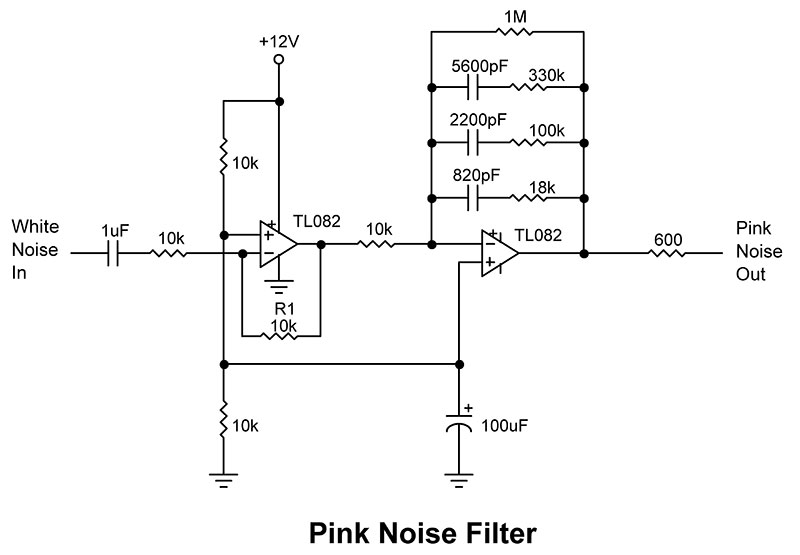 1M
+12V
5600pF
330k
2200pF
100k
10k
820pF
18k
White
Noise
In
1uF
10k
+
+
−
TL082
10k
+
−
+
TL082
600
Pink
Noise
Out
R1
10k
10k
+
100uF
Pink Noise Filter